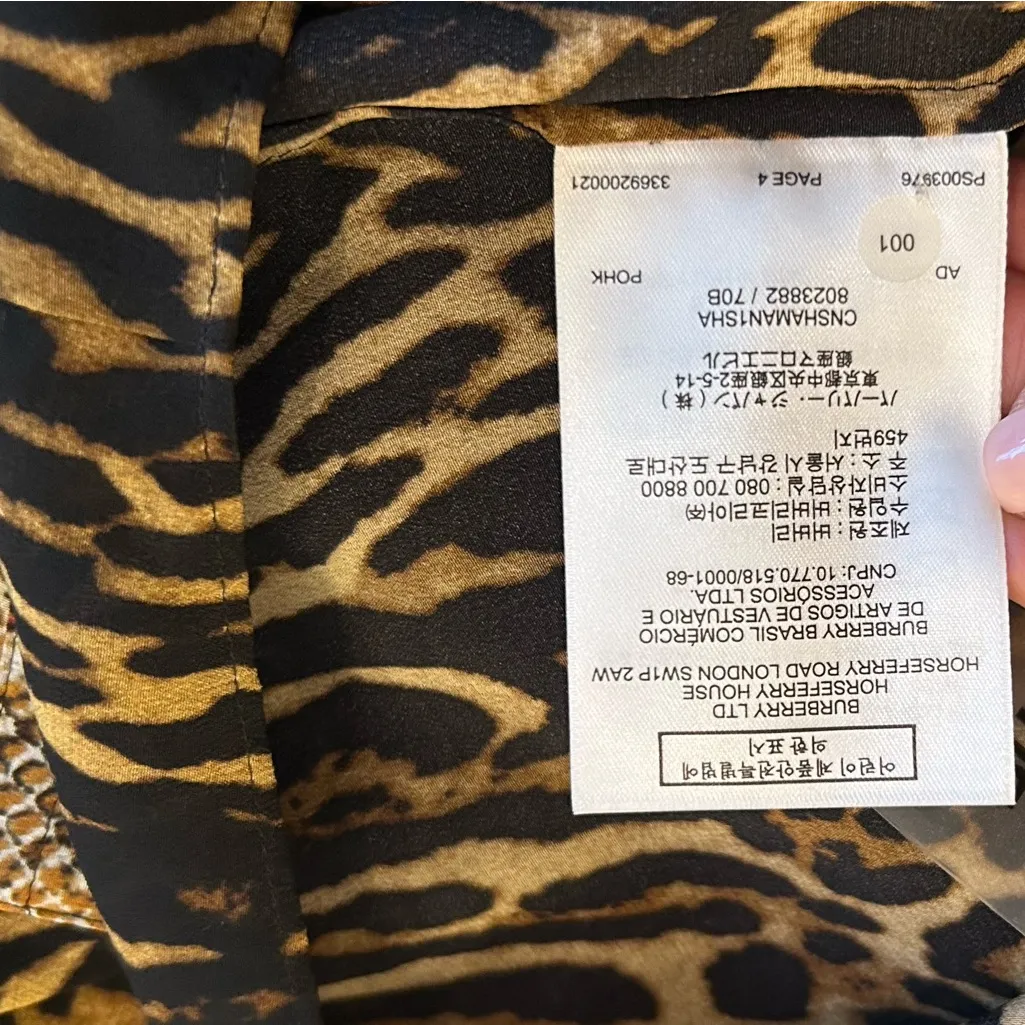 어린이 제품안전특별법에
의한 표시
BURBERRY LTD
HORSEFERRY HOUSE
HORSEFERRY ROAD LONDON SW1P 2AW
BURBERRY BRASIL COMÉRCIO
DE ARTIGOS DE VESTUÁRIO E
ACESSÓRIOS LTDA.
CNPJ: 10.770.518/0001-68
제조원 : 버버리
수입원 : 버버리코리아㈜
소비자상담실 : 080 700 8800
주 소 : 서울시 강남구 도산대로
459번지
バーバリー・ジャパン ( 株 )
東京都中央区銀座2-5-14
銀座マロニエビル
CNSHAMAN1SHA
8023882 / 70B
AD POHK
001
PS003976 PAGE 4 3369200021